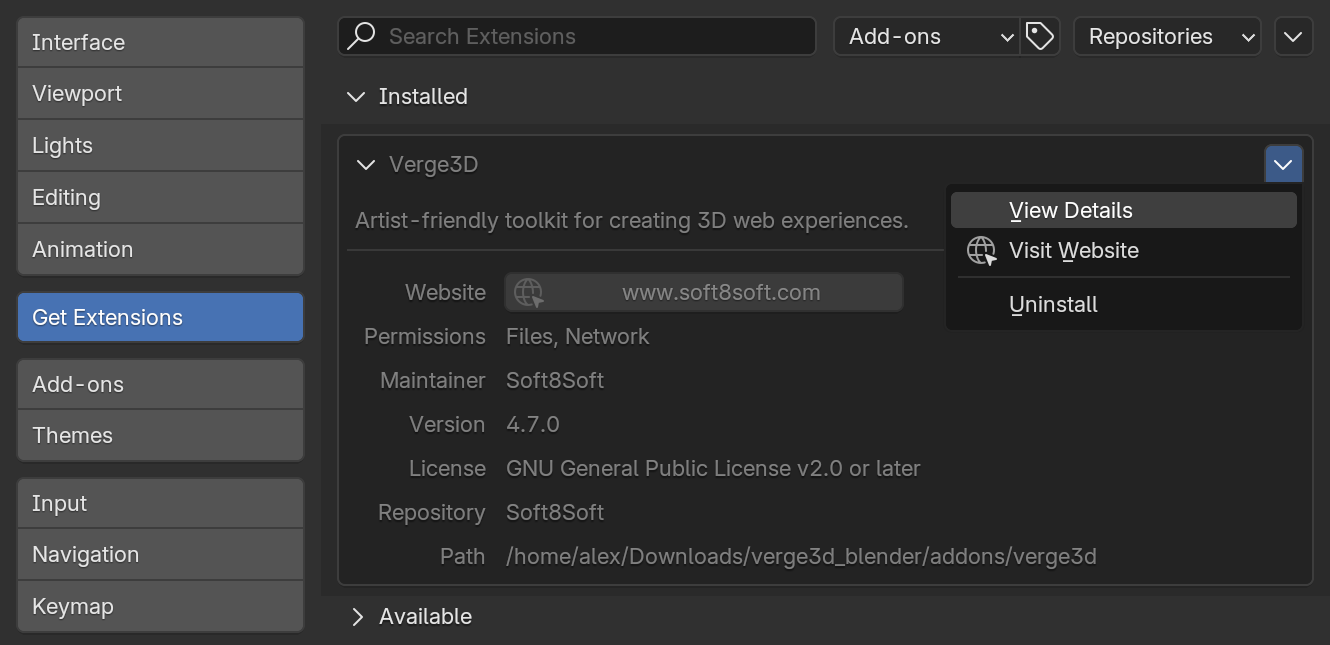 Interface
Viewport
Lights
Editing
Animation
Get Extensions
Add-ons
Themes
Input
Navigation
Keymap
Search Extensions
Add-ons
Repositories
Installed
Verge3D
Artist-friendly toolkit for creating 3D web experiences.
Website www.soft8soft.com
Permissions Files, Network
Maintainer Soft8Soft
Version 4.7.0
License GNU General Public License v2.0 or later
Repository Soft8Soft
Path /home/alex/Downloads/verge3d_blender/addons/verge3d
View Details
Visit Website
Uninstall
Available